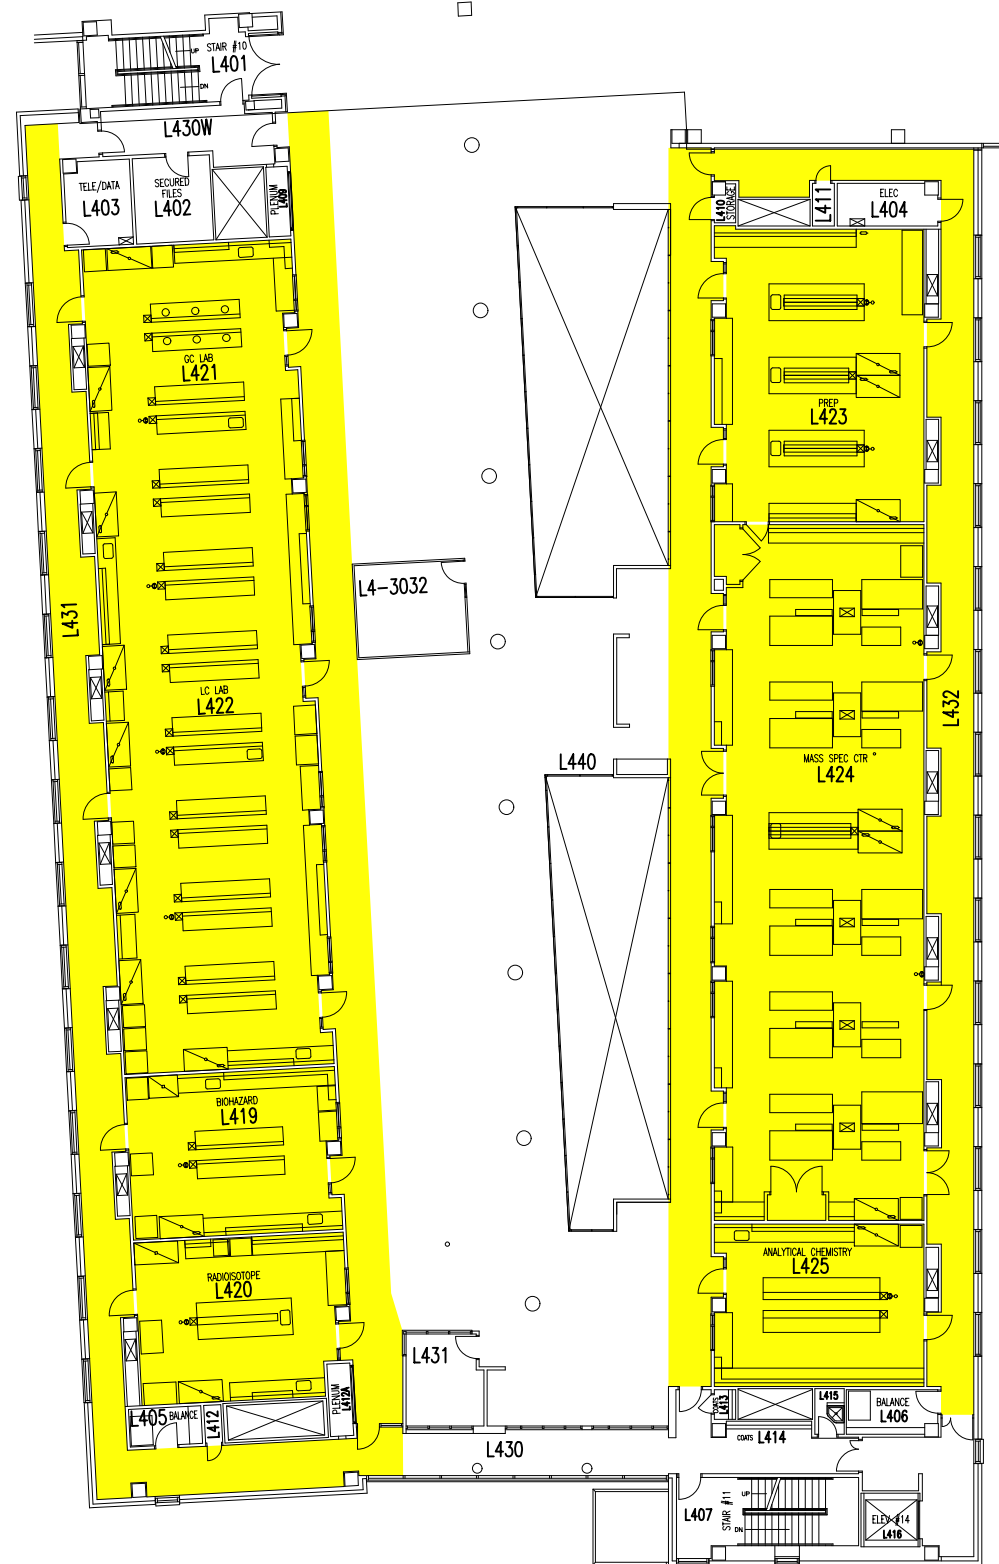 UP
STAIR #10
L401
DN
L430W
TELE/DATA
L403
SECURED
FILES
L402
PLENUM
L409
L410
STORAGE
L411
ELEC
L404
GC LAB
L421
PREP
L423
L4-3032
L431
LC LAB
L422
L432
L440
MASS SPEC CTR
L424
BIOHAZARD
L419
ANALYTICAL CHEMISTRY
L425
RADIOISOTOPE
L420
L431
PLENUM
L412A
L405 BALANCE
L412
COATS
L413
L415
BALANCE
L406
COATS L414
L430
L407
STAIR #11
UP
DN
ELEV #14
L416